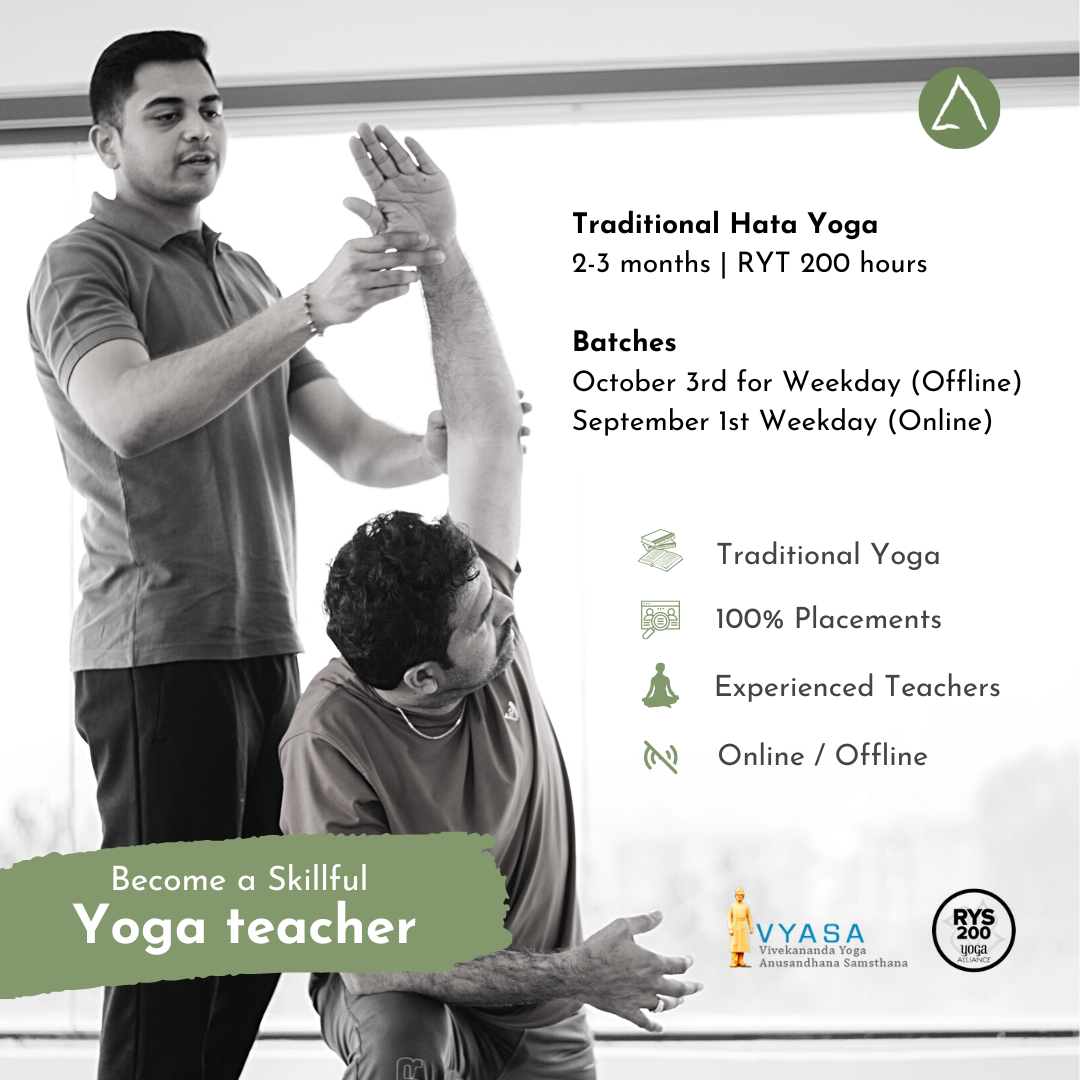 Traditional Hata Yoga
2-3 months | RYT 200 hours
Batches
October 3rd for Weekday (Offline)
September 1st Weekday (Online)
Traditional Yoga
100% Placements
Experienced Teachers
Online / Offline
Become a Skillful
Yoga teacher
VYASA
Vivekananda Yoga
Anusandhana Samsthana
RYS
200
yoga
ALLIANCE